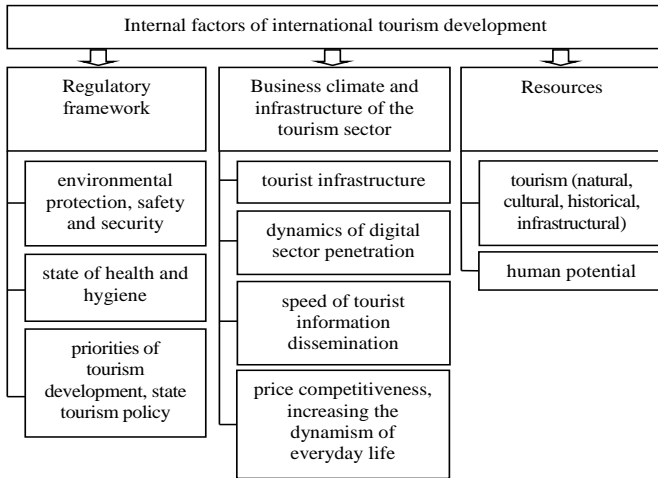 Internal factors of international tourism development
Regulatory
framework
environmental
protection, safety
and security
state of health and
hygiene
priorities of
tourism
development, state
tourism policy
Business climate and
infrastructure of the
tourism sector
tourist infrastructure
dynamics of digital
sector penetration
speed of tourist
information
dissemination
price competitiveness,
increasing the
dynamism of
everyday life
Resources
tourism (natural,
cultural, historical,
infrastructural)
human potential